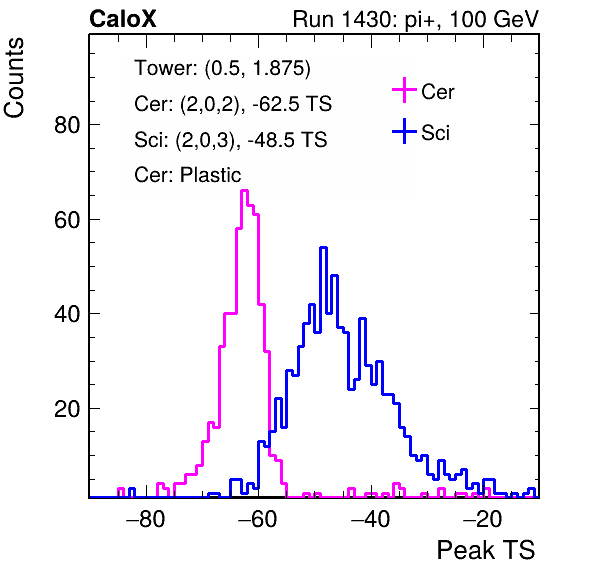 CaloX Run 1430: pi+, 100 GeV
Counts
Tower: (0.5, 1.875)
Cer: (2,0,2), -62.5 TS
Sci: (2,0,3), -48.5 TS
Cer: Plastic
Cer
Sci
80
60
40
20
−80 −60 −40 −20
Peak TS